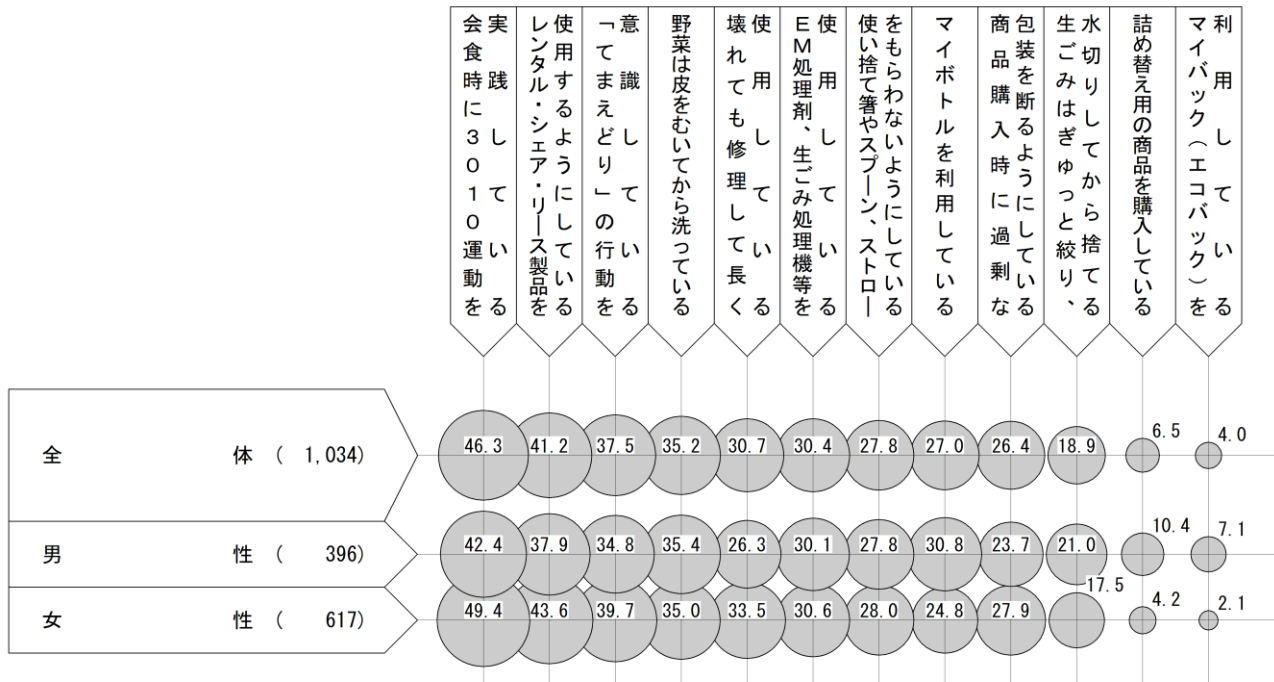 会食時に3010運動を
実践している
レンタル・シェア・リース製品を
使用するようにしている
「てまえどり」の行動を
意識している
野菜は皮をむいてから洗っている
壊れても修理して長く
使用している
EM処理剤、生ごみ処理機等を
使用している
使い捨て箸やスプーン、ストロー
をもらわないようにしている
マイボトルを利用している
商品購入時に過剰な
包装を断るようにしている
生ごみはぎゅっと絞り、
水切りしてから捨てる
詰め替え用の商品を購入している
マイバック（エコバック）を
利用している
全体 ( 1,034) 46.3 41.2 37.5 35.2 30.7 30.4 27.8 27.0 26.4 18.9 6.5 4.0
男性 ( 396) 42.4 37.9 34.8 35.4 26.3 30.1 27.8 30.8 23.7 21.0 10.4 7.1
女性 ( 617) 49.4 43.6 39.7 35.0 33.5 30.6 28.0 24.8 27.9 17.5 4.2 2.1